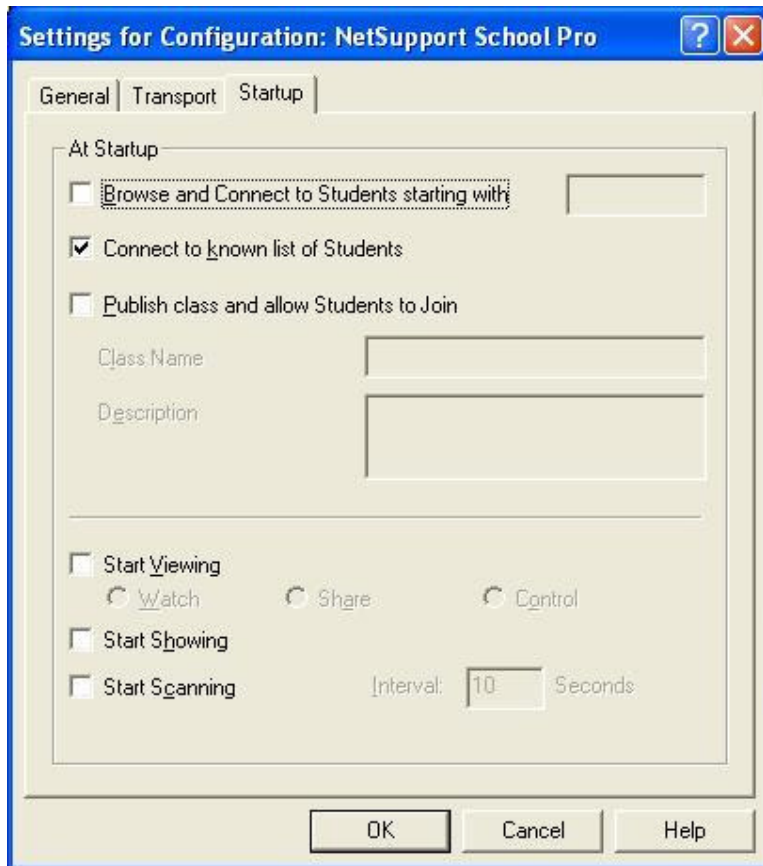 Settings for Configuration: NetSupport School Pro
General Transport Startup
At Startup
Browse and Connect to Students starting with
Connect to known list of Students
Publish class and allow Students to Join
Class Name
Description
Start Viewing
Watch Share Control
Start Showing
Start Scanning Interval: 10 Seconds
OK Cancel Help